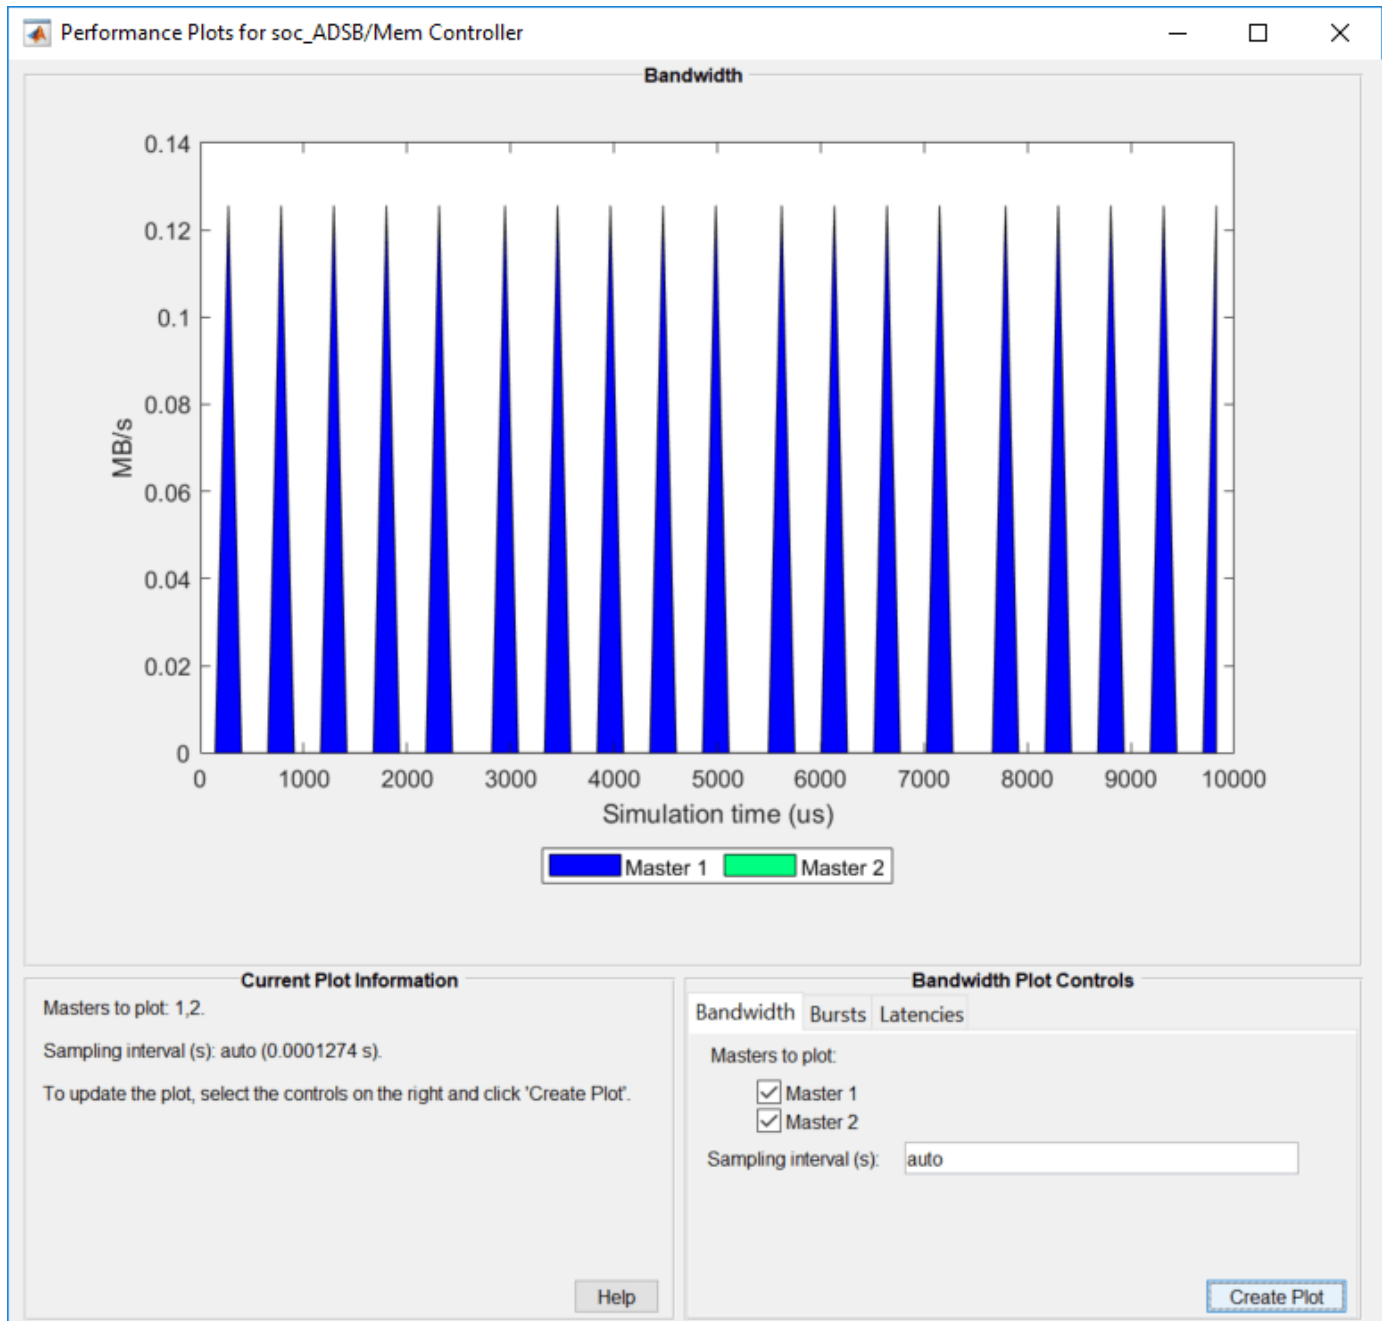 Performance Plots for soc_ADSB/Mem Controller
Bandwidth
0.14
0.12
0.1
0.08
0.06
0.04
0.02
0
MB/s
0 1000 2000 3000 4000 5000 6000 7000 8000 9000 10000
Simulation time (us)
Master 1 Master 2
Current Plot Information
Masters to plot: 1,2.
Sampling interval (s): auto (0.0001274 s).
To update the plot, select the controls on the right and click 'Create Plot'.
Help
Bandwidth Plot Controls
Bandwidth Bursts Latencies
Masters to plot:
Master 1
Master 2
Sampling interval (s): auto
Create Plot